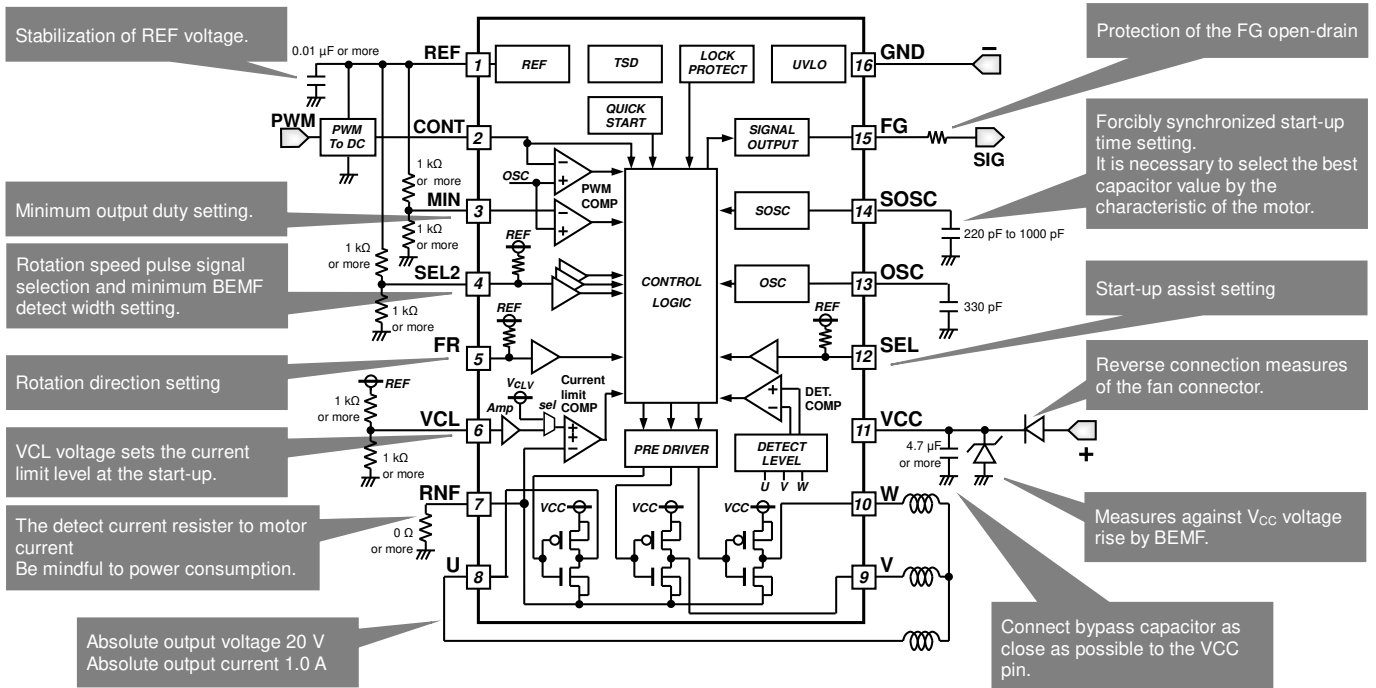 Stabilization of REF voltage.
0.01 µF or more
REF
1
REF
TSD
LOCK
PROTECT
UVLO
16
GND
–
Protection of the FG open-drain
PWM
PWM
To DC
CONT
2
QUICK
START
SIGNAL
OUTPUT
15
FG
SIG
Forcibly synchronized start-up
time setting.
It is necessary to select the best
capacitor value by the
characteristic of the motor.
1 kΩ
or more
OSC
–
+
PWM
COMP
–
+
Minimum output duty setting.
MIN
3
1 kΩ
or more
SOSC
14
SOSC
220 pF to 1000 pF
1 kΩ
or more
REF
Rotation speed pulse signal
selection and minimum BEMF
detect width setting.
SEL2
4
1 kΩ
or more
CONTROL
LOGIC
OSC
13
OSC
330 pF
Start-up assist setting
REF
REF
FR
5
12
SEL
Rotation direction setting
Reverse connection measures
of the fan connector.
REF
1 kΩ
or more
VCL
6
1 kΩ
or more
Amp
VCLV
sel
Current
limit
COMP
+
+
–
+
–
DET.
COMP
11
VCC
4.7 µF
or more
+
VCL voltage sets the current
limit level at the start-up.
PRE DRIVER
DETECT
LEVEL
U V W
RNF
7
0 Ω
or more
The detect current resister to motor
current
Be mindful to power consumption.
VCC
VCC
VCC
10
W
Measures against VCC voltage
rise by BEMF.
U
8
9
V
Absolute output voltage 20 V
Absolute output current 1.0 A
Connect bypass capacitor as
close as possible to the VCC
pin.